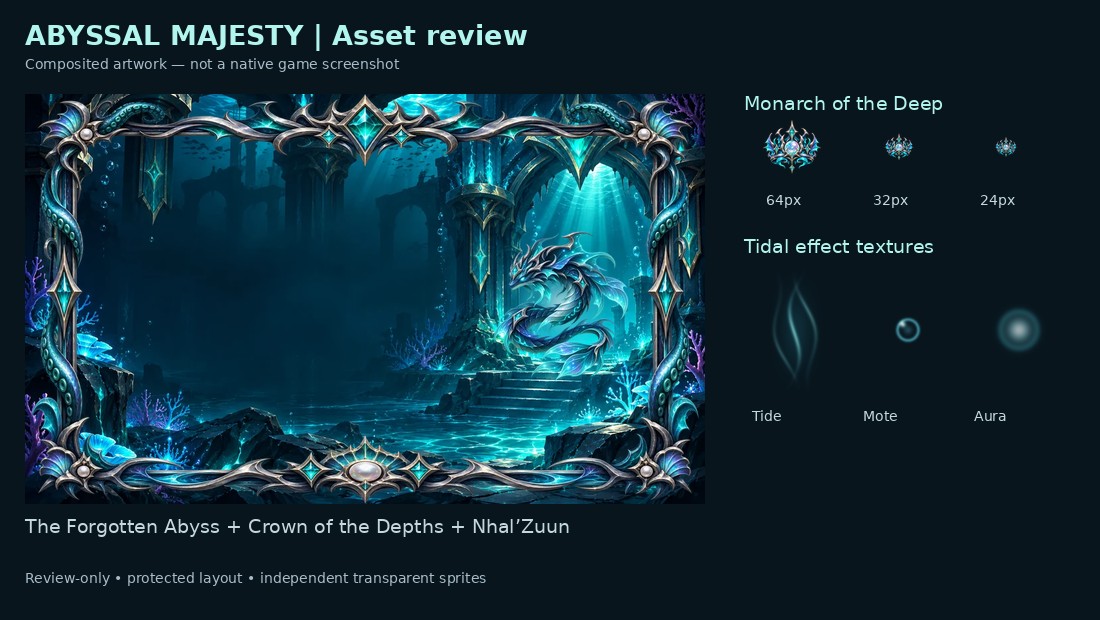 ABYSSAL MAJESTY | Asset review
Composited artwork — not a native game screenshot
Monarch of the Deep
64px
32px
24px
Tidal effect textures
Tide
Mote
Aura
The Forgotten Abyss + Crown of the Depths + Nhal’Zuun
Review-only • protected layout • independent transparent sprites